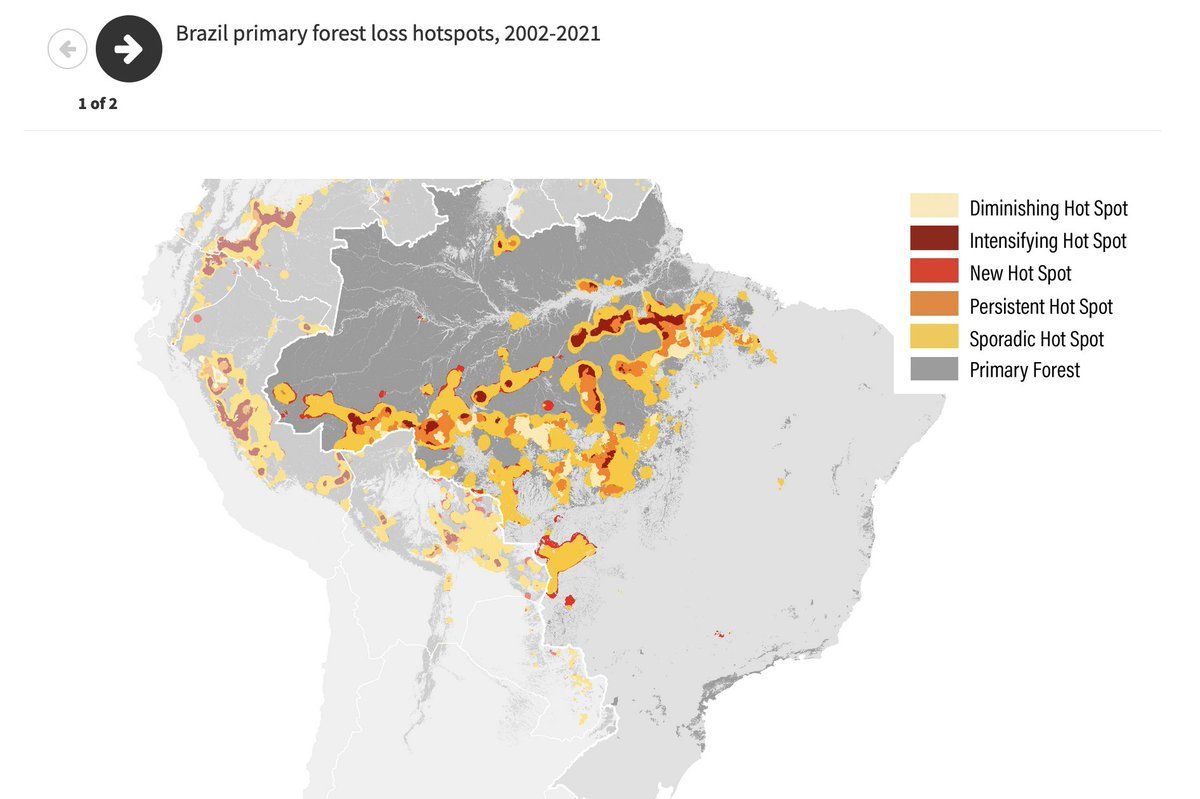 Brazil primary forest loss hotspots, 2002-2021
1 of 2
Diminishing Hot Spot
Intensifying Hot Spot
New Hot Spot
Persistent Hot Spot
Sporadic Hot Spot
Primary Forest